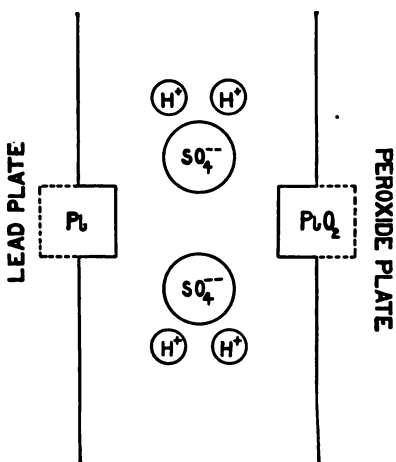 LEAD PLATE
H⁺ H⁺
SO₄⁻⁻
Pb
PbO₂
SO₄⁻⁻
H⁺ H⁺
PEROXIDE PLATE